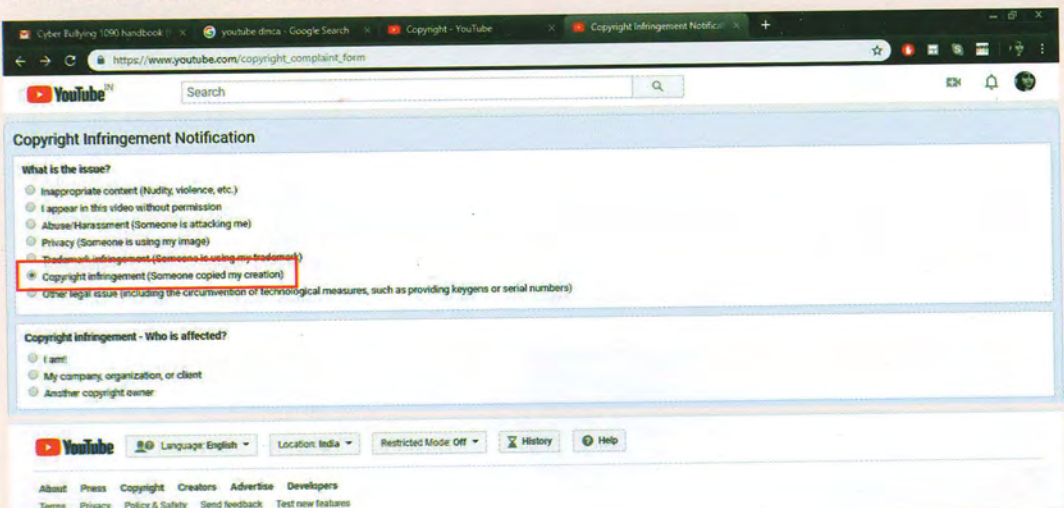 Cyber Bullying 1090 handbook
youtube dmca - Google Search
Copyright - YouTube
Copyright Infringement Notificat
https://www.youtube.com/copyright_complaint_form
YouTube IN
Search
Copyright Infringement Notification
What is the issue?
Inappropriate content (Nudity, violence, etc.)
I appear in this video without permission
Abuse/Harassment (Someone is attacking me)
Privacy (Someone is using my image)
Trademark infringement (Someone is using my trademark)
Copyright infringement (Someone copied my creation)
Other legal issue (including the circumvention of technological measures, such as providing keygens or serial numbers)
Copyright infringement - Who is affected?
I am!
My company, organization, or client
Another copyright owner
YouTube
Language: English
Location: India
Restricted Mode: Off
History
Help
About Press Copyright Creators Advertise Developers
Terms Privacy Policy & Safety Send feedback Test new features